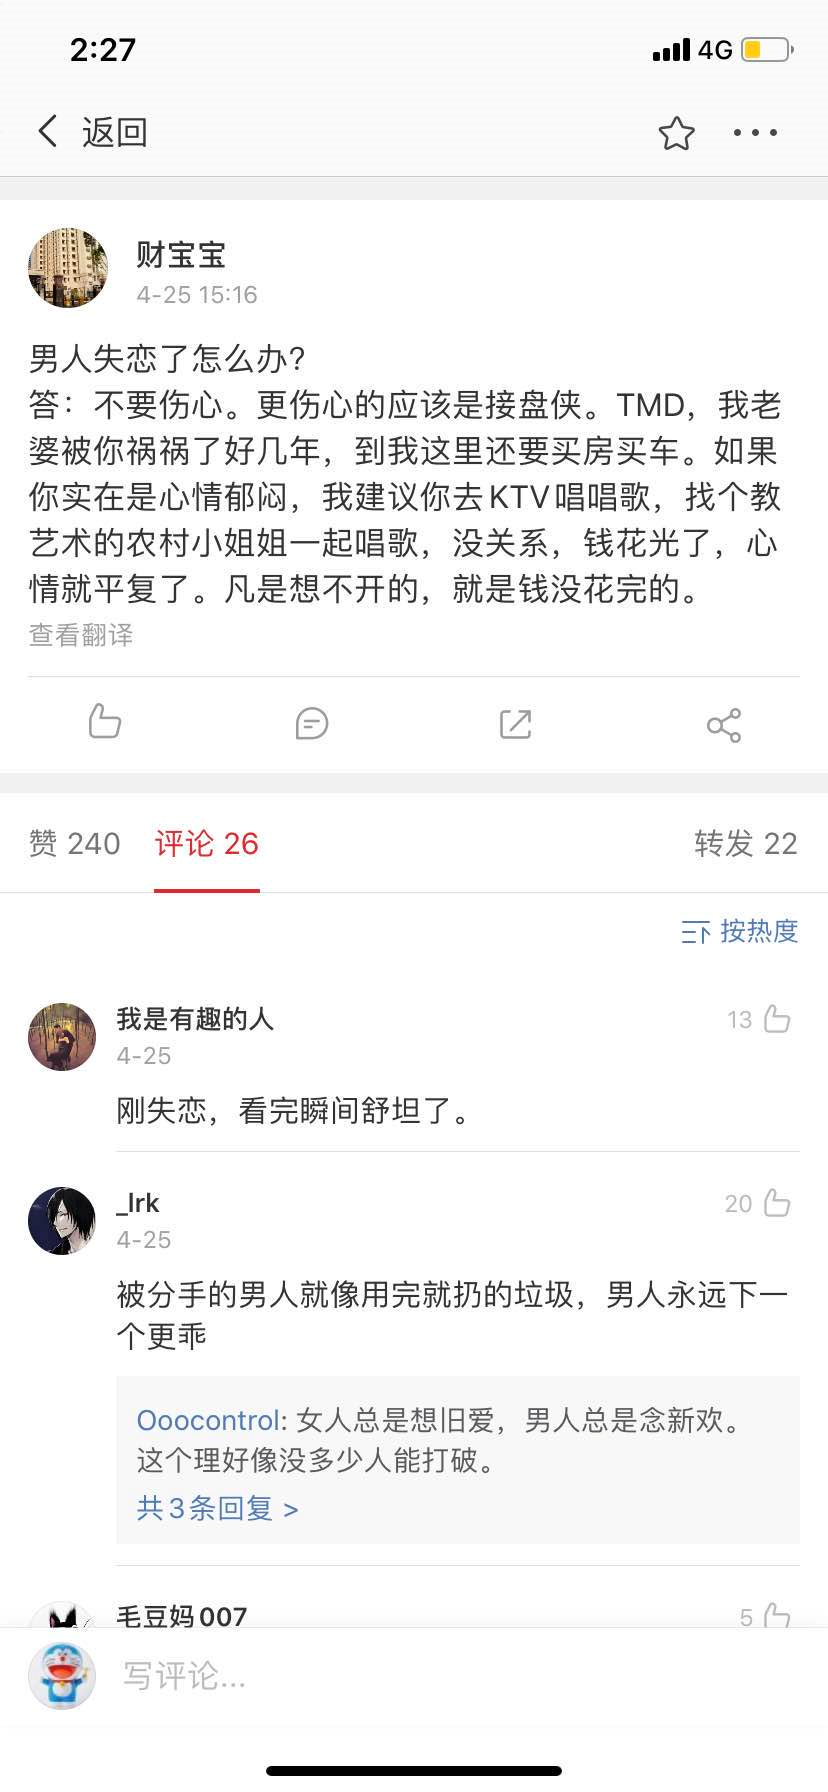 2:27
4G
返回
财宝宝
4-25 15:16
男人失恋了怎么办?
答：不要伤心。更伤心的应该是接盘侠。TMD，我老
婆被你祸祸了好几年，到我这里还要买房买车。如果
你实在是心情郁闷，我建议你去KTV唱唱歌，找个教
艺术的农村小姐姐一起唱歌，没关系，钱花光了，心
情就平复了。凡是想不开的，就是钱没花完的。
查看翻译
赞 240 评论 26 转发 22
按热度
我是有趣的人
13
4-25
刚失恋，看完瞬间舒坦了。
_lrk
20
4-25
被分手的男人就像用完就扔的垃圾，男人永远下一
个更乖
Ooocontrol: 女人总是想旧爱，男人总是念新欢。
这个理好像没多少人能打破。
共3条回复 >
毛豆妈007
5
写评论...